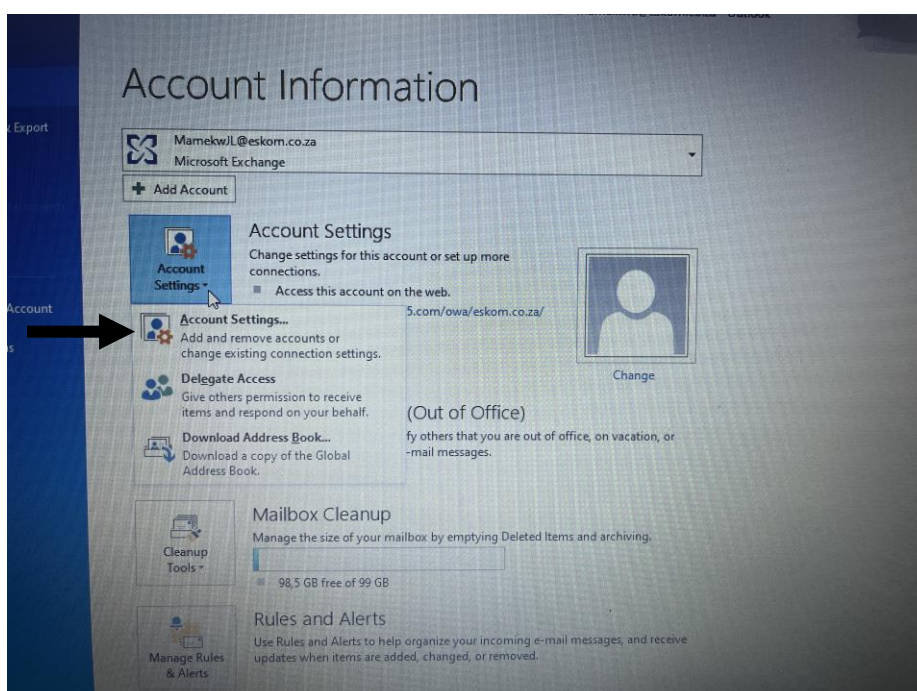 Outlook
Account Information
& Export
MamekwJL@eskom.co.za
Microsoft Exchange
Add Account
Account
Settings
Account Settings
Change settings for this account or set up more
connections.
Access this account on the web.
5.com/owa/eskom.co.za/
Account
Account Settings...
Add and remove accounts or
change existing connection settings.
Change
Delegate Access
Give others permission to receive
items and respond on your behalf.
(Out of Office)
fy others that you are out of office, on vacation, or
-mail messages.
Download Address Book...
Download a copy of the Global
Address Book.
Cleanup
Tools
Mailbox Cleanup
Manage the size of your mailbox by emptying Deleted Items and archiving.
98,5 GB free of 99 GB
Manage Rules
& Alerts
Rules and Alerts
Use Rules and Alerts to help organize your incoming e-mail messages, and receive
updates when items are added, changed, or removed.